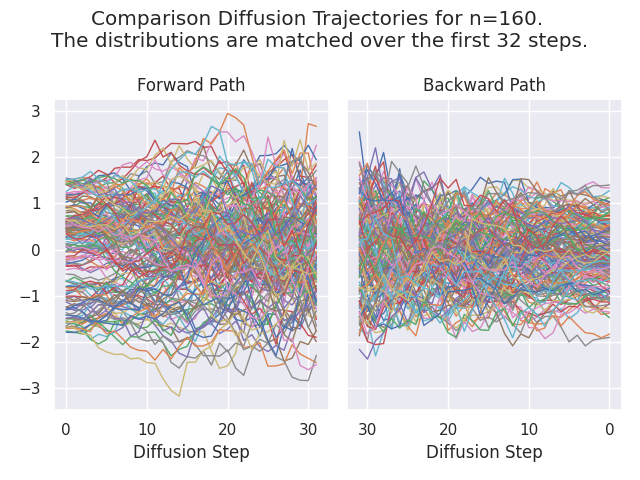 Comparison Diffusion Trajectories for n=160.
The distributions are matched over the first 32 steps.
Forward Path
Backward Path
3
2
1
0
−1
−2
−3
0 10 20 30
30 20 10 0
Diffusion Step
Diffusion Step